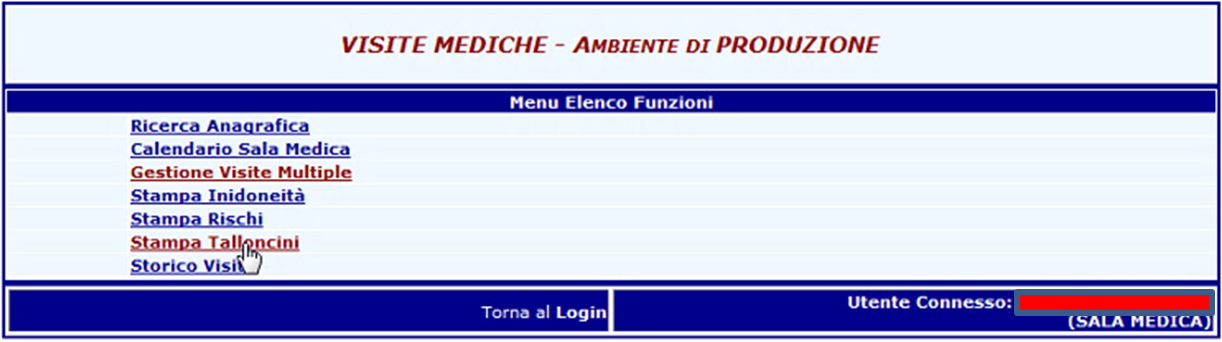 VISITE MEDICHE - AMBIENTE DI PRODUZIONE
Menu Elenco Funzioni
Ricerca Anagrafica
Calendario Sala Medica
Gestione Visite Multiple
Stampa Inidoneità
Stampa Rischi
Stampa Talloncini
Storico Visite
Torna al Login
Utente Connesso:
(SALA MEDICA)